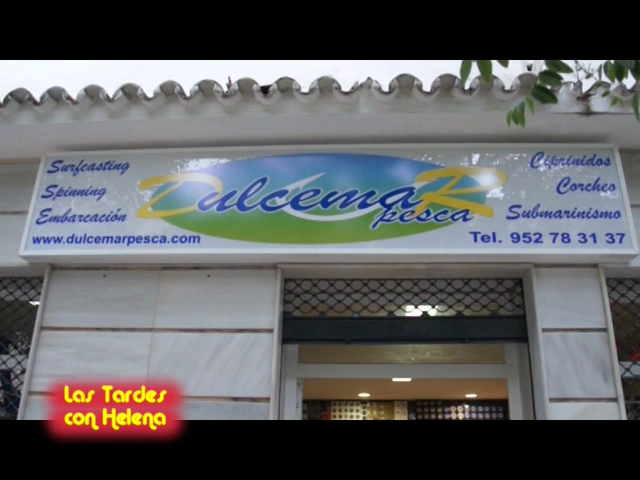 Surfcasting
Spinning
Embarcación
www.dulcemarpesca.com
DulcemaR
pesca
Ciprinidos
Corcheo
Submarinismo
Tel. 952 78 31 37
Las Tardes
con Helena